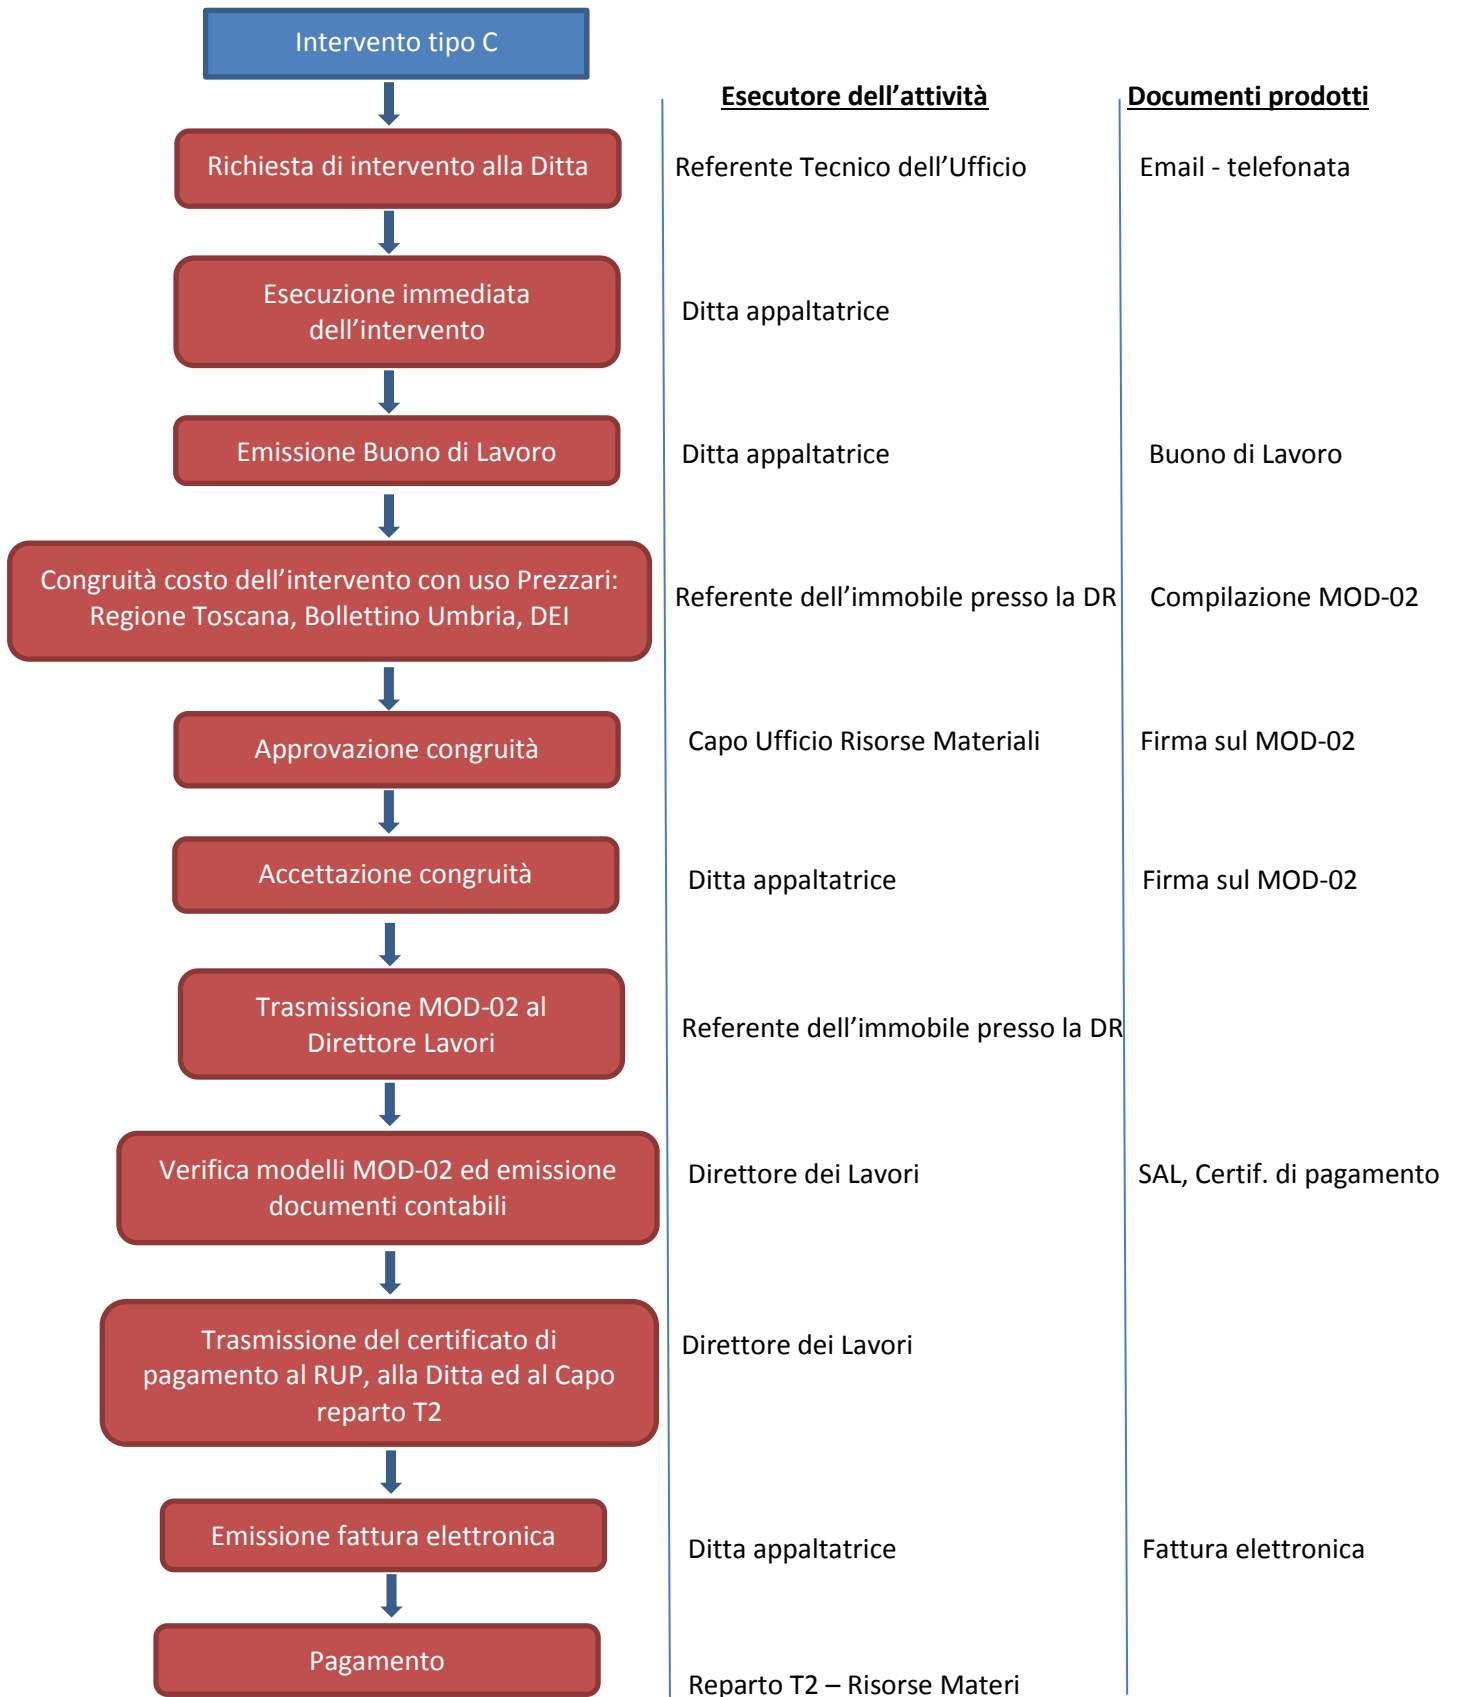 Intervento tipo C
Esecutore dell’attività
Documenti prodotti
Richiesta di intervento alla Ditta
Referente Tecnico dell’Ufficio
Email - telefonata
Esecuzione immediata
dell’intervento
Ditta appaltatrice
Emissione Buono di Lavoro
Ditta appaltatrice
Buono di Lavoro
Congruità costo dell’intervento con uso Prezzari:
Regione Toscana, Bollettino Umbria, DEI
Referente dell’immobile presso la DR
Compilazione MOD-02
Approvazione congruità
Capo Ufficio Risorse Materiali
Firma sul MOD-02
Accettazione congruità
Ditta appaltatrice
Firma sul MOD-02
Trasmissione MOD-02 al
Direttore Lavori
Referente dell’immobile presso la DR
Verifica modelli MOD-02 ed emissione
documenti contabili
Direttore dei Lavori
SAL, Certif. di pagamento
Trasmissione del certificato di
pagamento al RUP, alla Ditta ed al Capo
reparto T2
Direttore dei Lavori
Emissione fattura elettronica
Ditta appaltatrice
Fattura elettronica
Pagamento
Reparto T2 – Risorse Materi